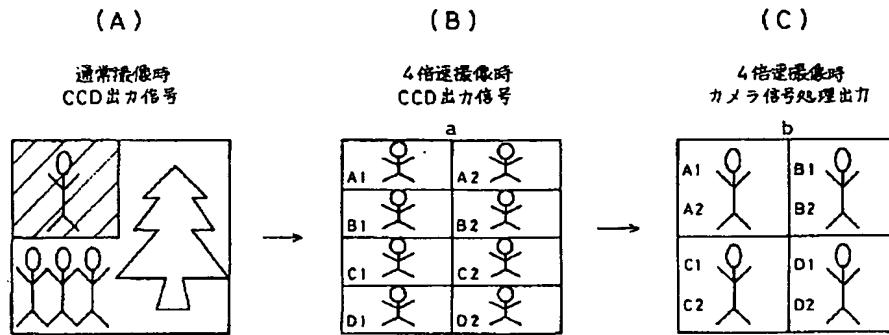 (A)
(B)
(C)
通常撮像時
CCD出力信号
4倍速撮像時
CCD出力信号
4倍速撮像時
カメラ信号処理出力
a
b
A1
A2
B1
B2
C1
C2
D1
D2
A1
B1
A2
B2
C1
D1
C2
D2